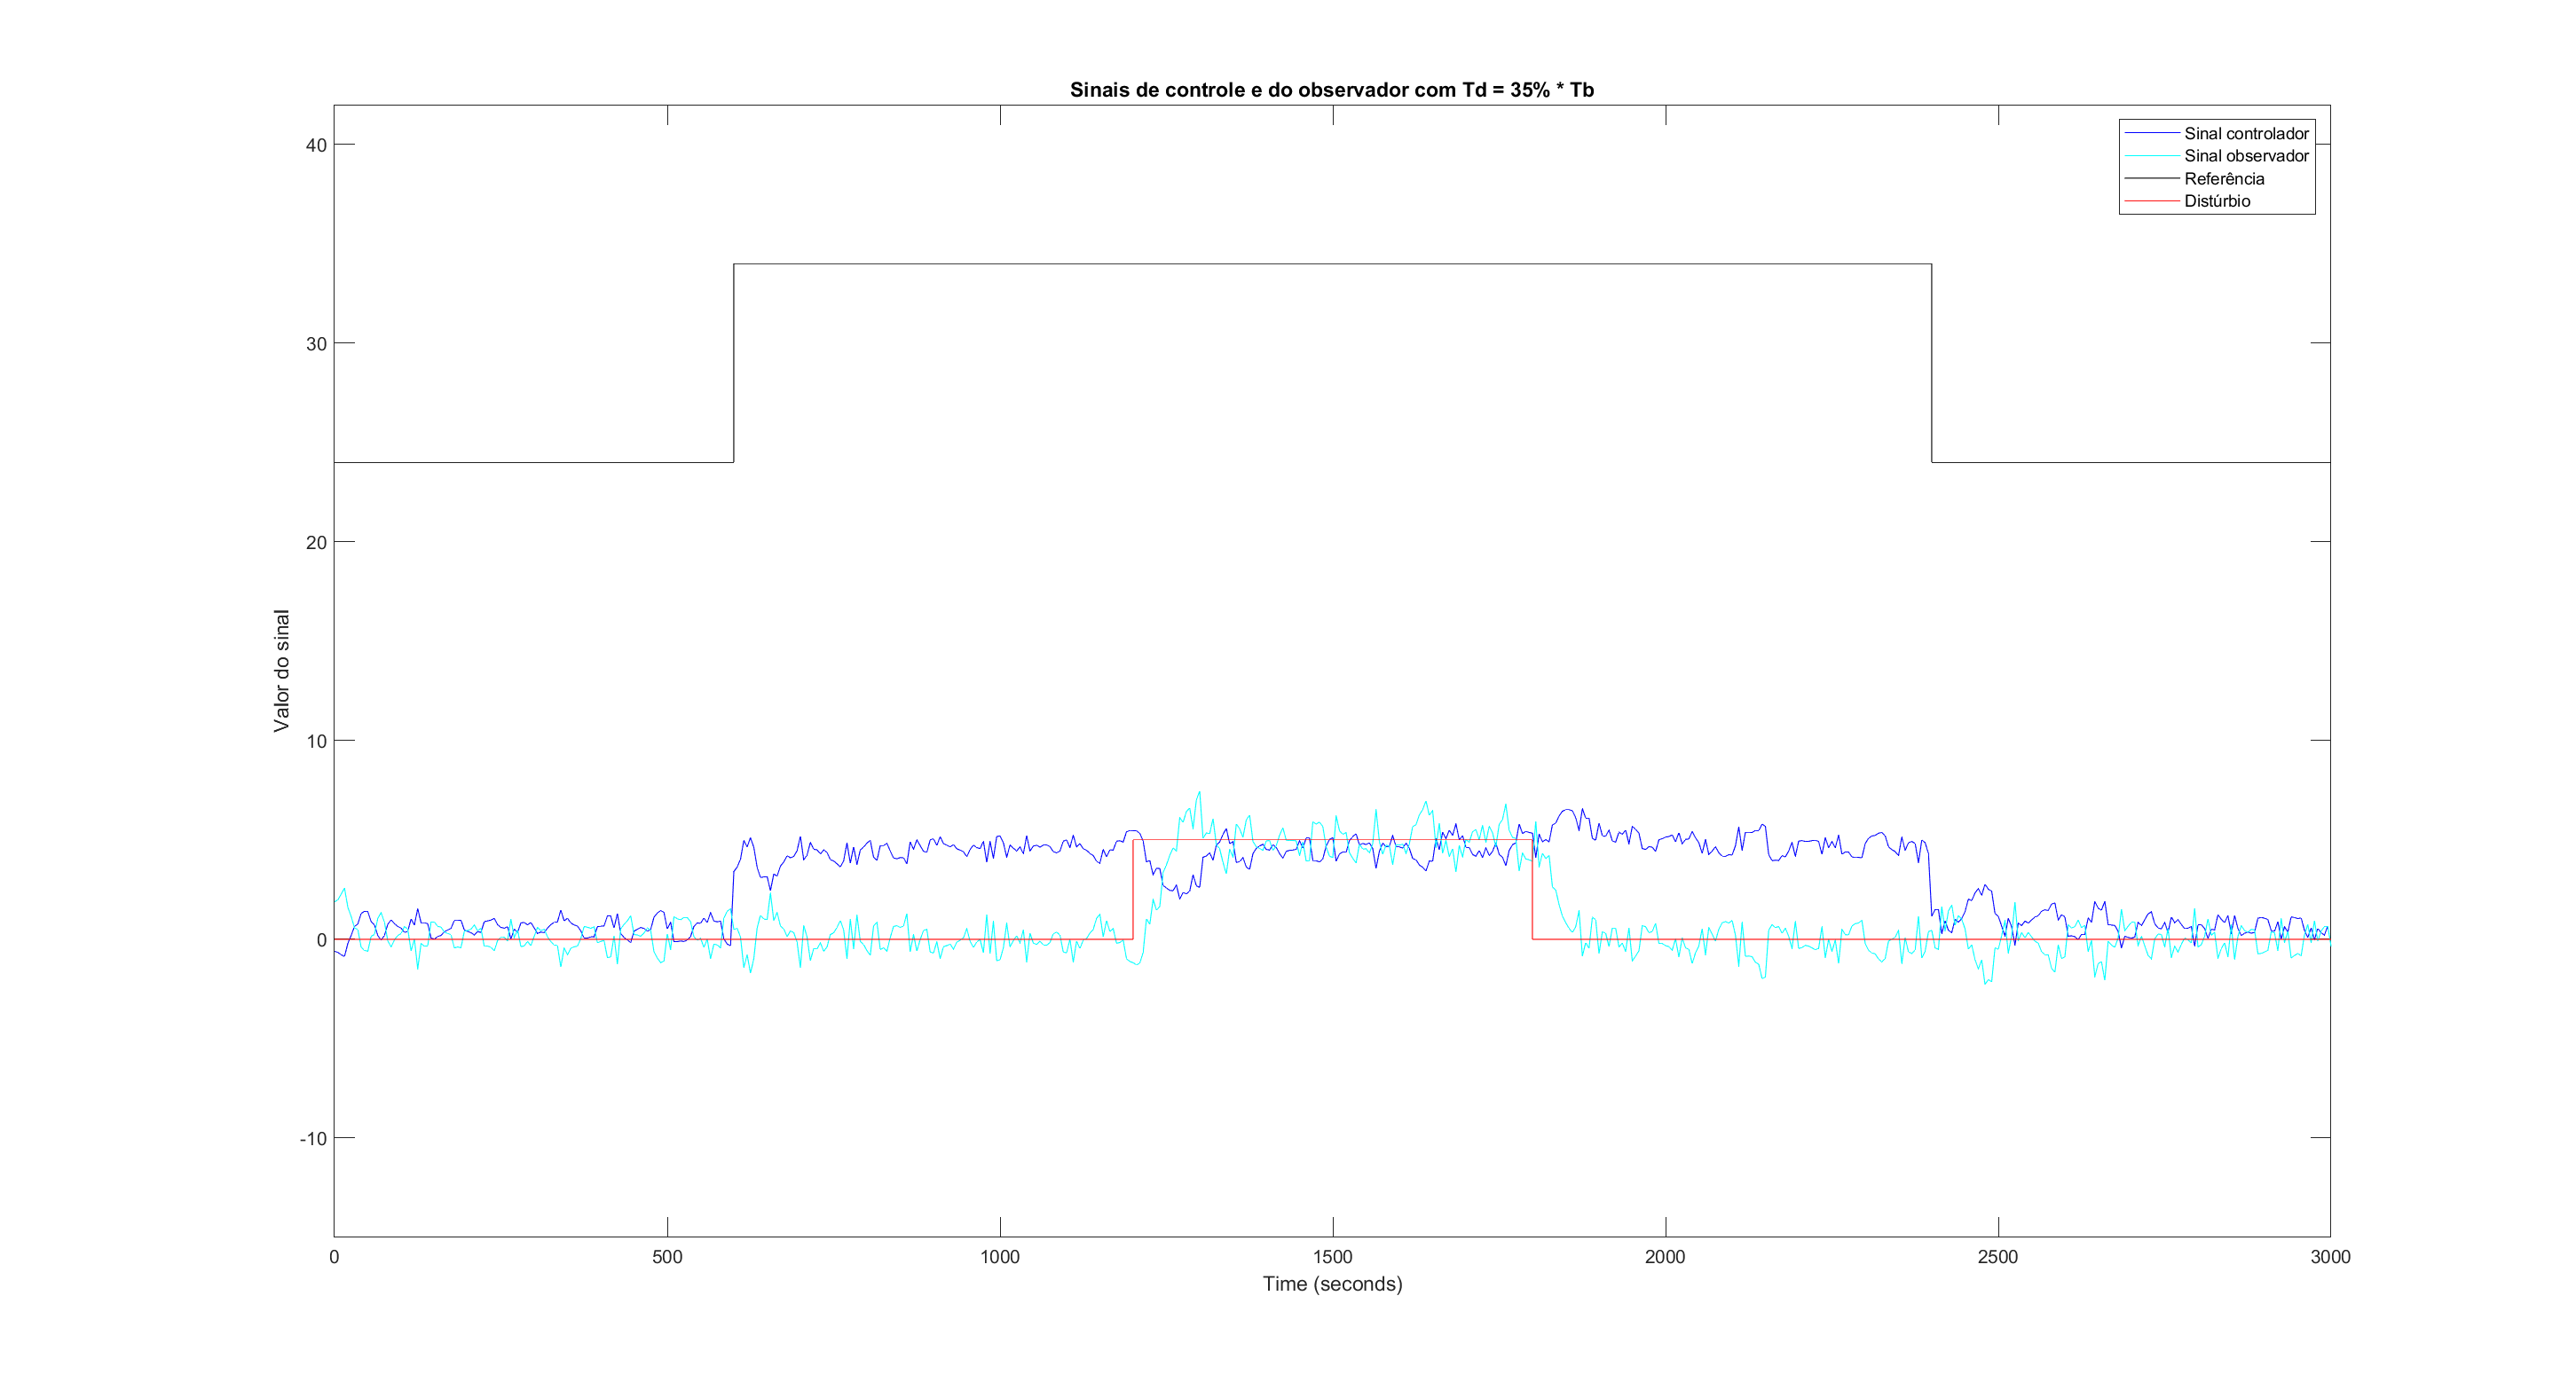 Sinais de controle e do observador com Td = 35% * Tb
Sinal controlador
Sinal observador
Referência
Distúrbio
Valor do sinal
40
30
20
10
0
-10
0 500 1000 1500 2000 2500 3000
Time (seconds)